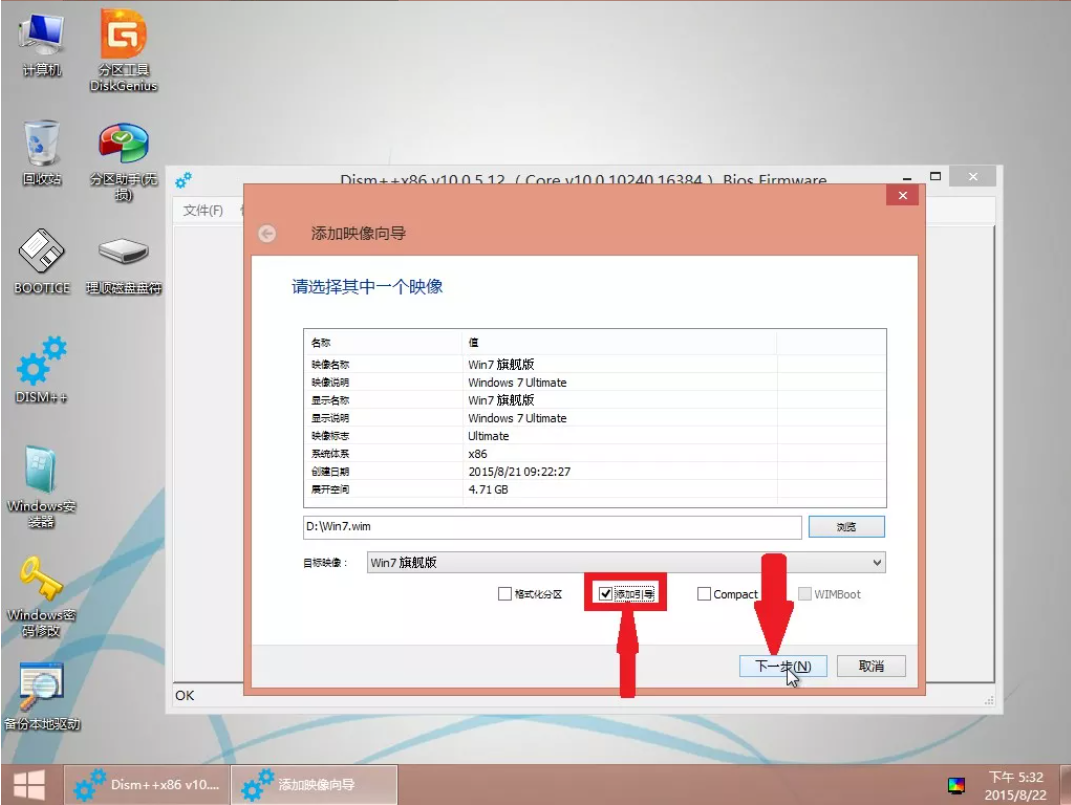 计算机
分区工具
DiskGenius
回收站
分区助手(无
损)
BOOTICE
DISM++
Windows安
装器
Windows密
码修改
备份本地驱动
Dism++x86 v10.0.5.12 ( Core v10.0.10240.16384 ) Bios Firmware
文件(F)
添加映像向导
请选择其中一个映像
名称 值
映像名称 Win7 旗舰版
映像说明 Windows 7 Ultimate
显示名称 Win7 旗舰版
显示说明 Windows 7 Ultimate
映像标志 Ultimate
系统体系 x86
创建日期 2015/8/21 09:22:27
展开空间 4.71 GB
D:\Win7.wim 浏览
目标映像： Win7 旗舰版
格式化分区 添加引导 Compact WIMBoot
下一步(N) 取消
OK
Dism++x86 v10....
添加映像向导
下午 5:32
2015/8/22